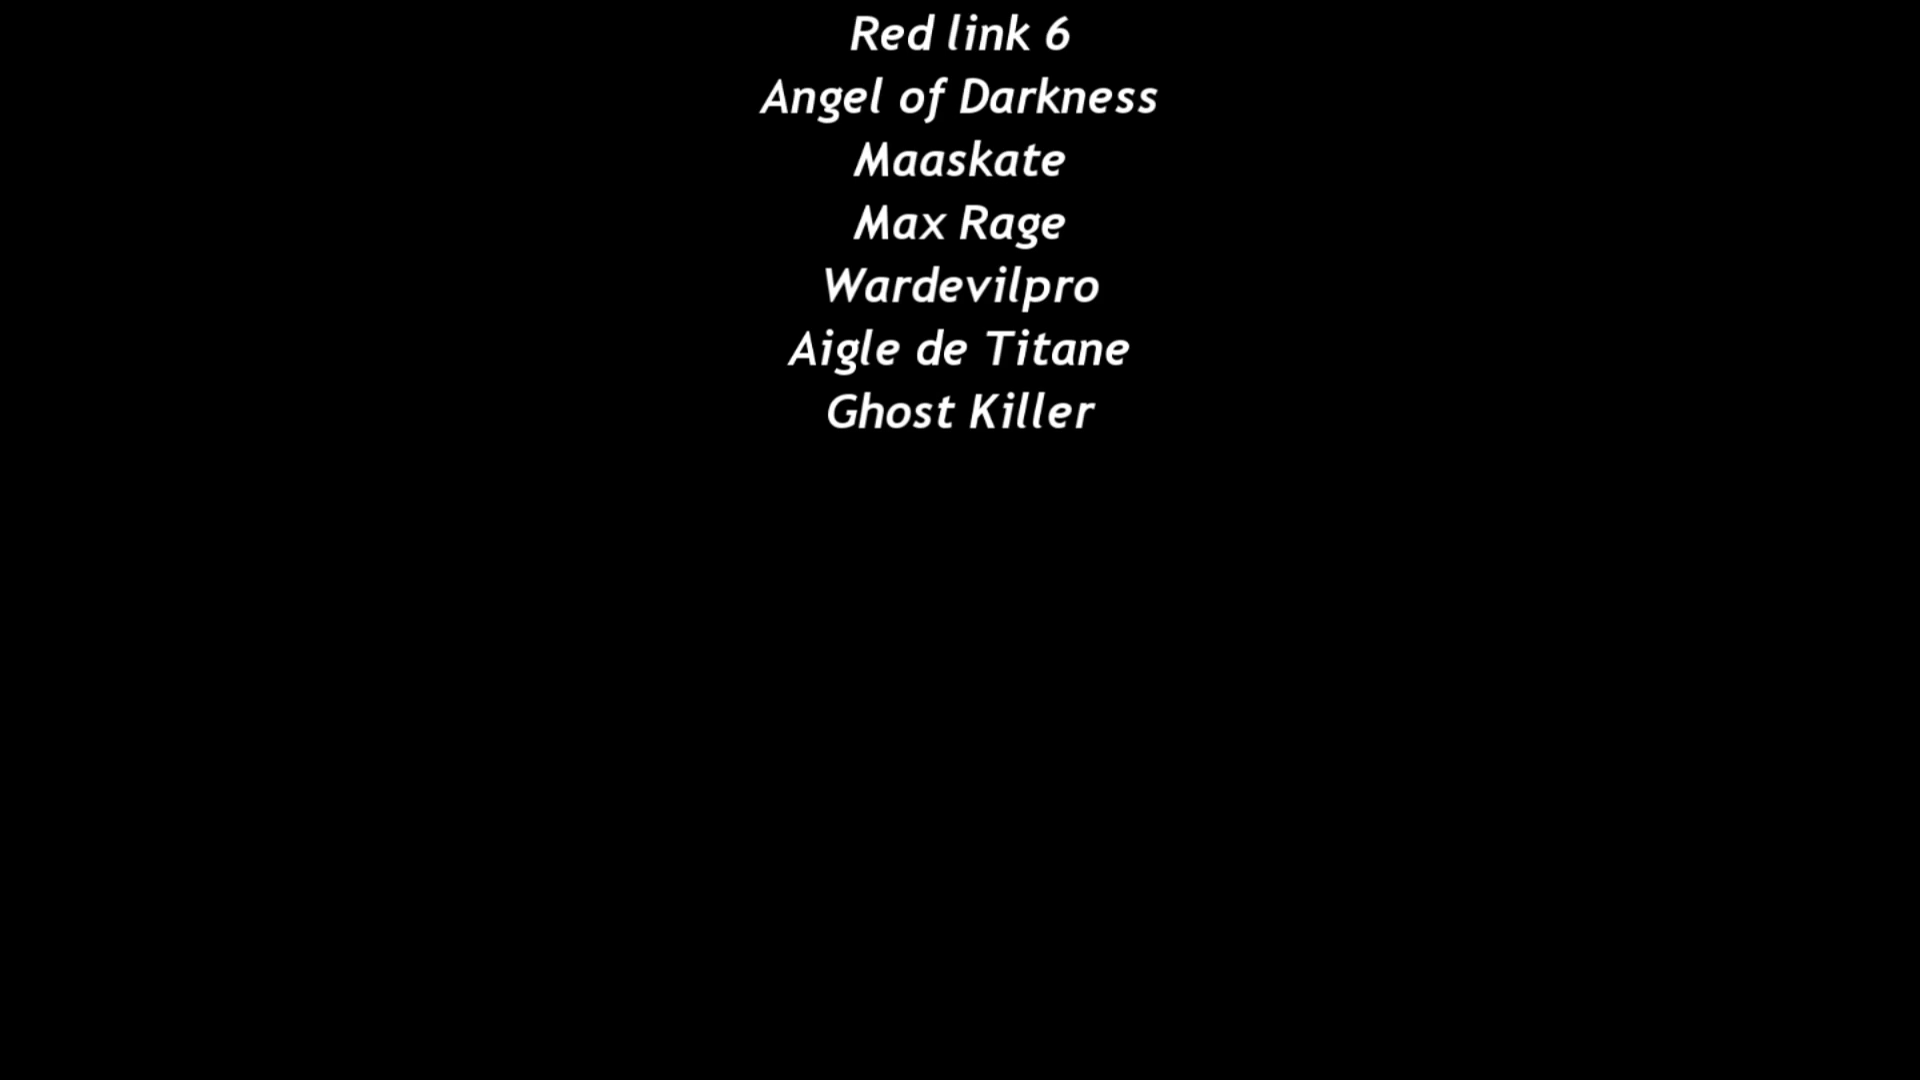 Red link 6
Angel of Darkness
Maaskate
Max Rage
Wardevilpro
Aigle de Titane
Ghost Killer